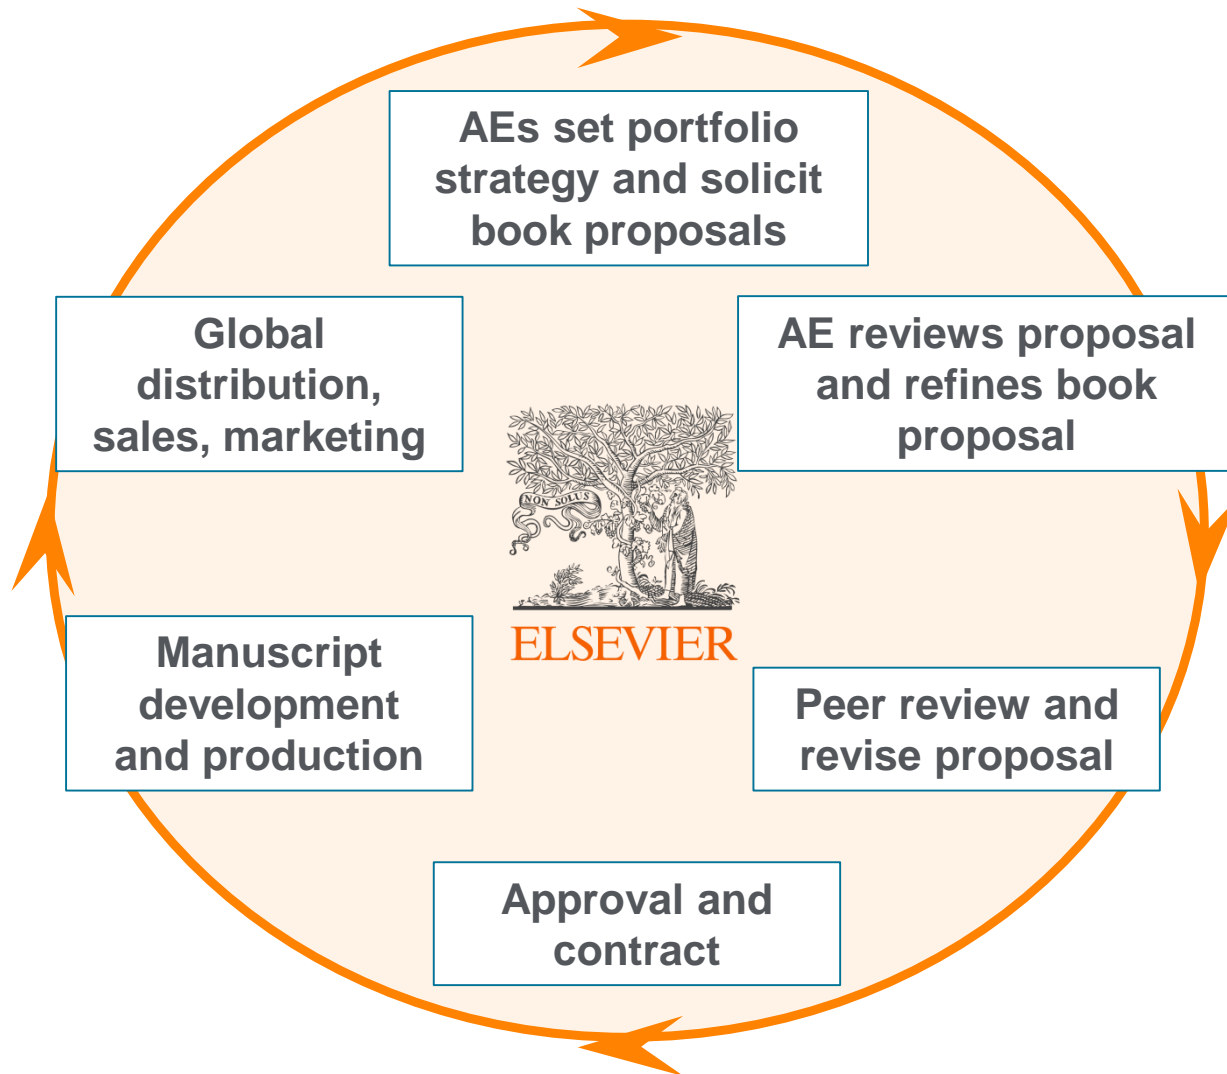 AEs set portfolio
strategy and solicit
book proposals
AE reviews proposal
and refines book
proposal
Peer review and
revise proposal
Approval and
contract
Manuscript
development
and production
Global
distribution,
sales, marketing
NON SOLUS
ELSEVIER